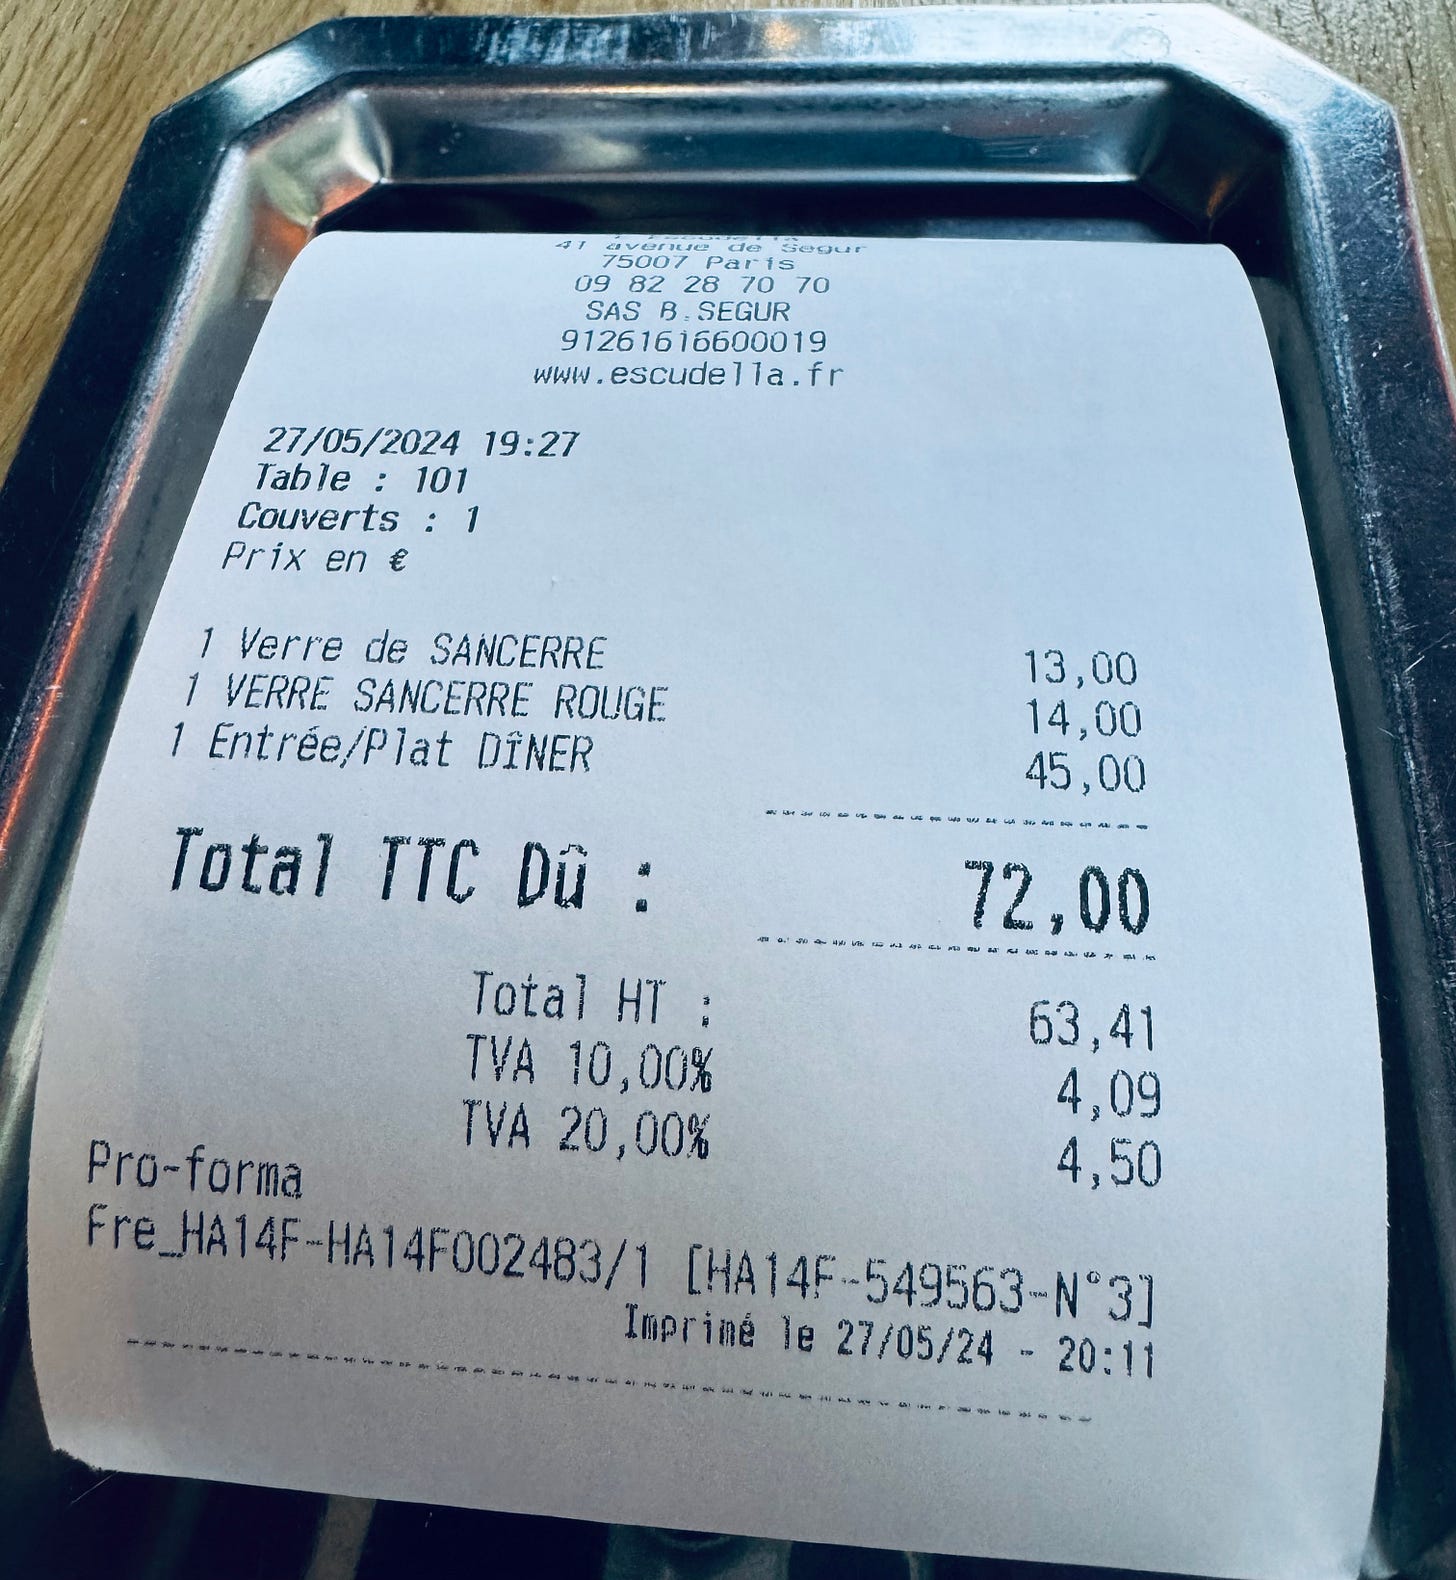 41 avenue de Segur
75007 Paris
09 82 28 70 70
SAS B.SEGUR
91261616600019
www.escudella.fr
27/05/2024 19:27
Table : 101
Couverts : 1
Prix en €
1 Verre de SANCERRE 13,00
1 VERRE SANCERRE ROUGE 14,00
1 Entrée/Plat DÎNER 45,00
Total TTC Dû : 72,00
Total HT : 63,41
TVA 10,00% 4,09
TVA 20,00% 4,50
Pro-forma
Fre_HA14F-HA14F002483/1 [HA14F-549563-N°3]
Imprimé le 27/05/24 - 20:11